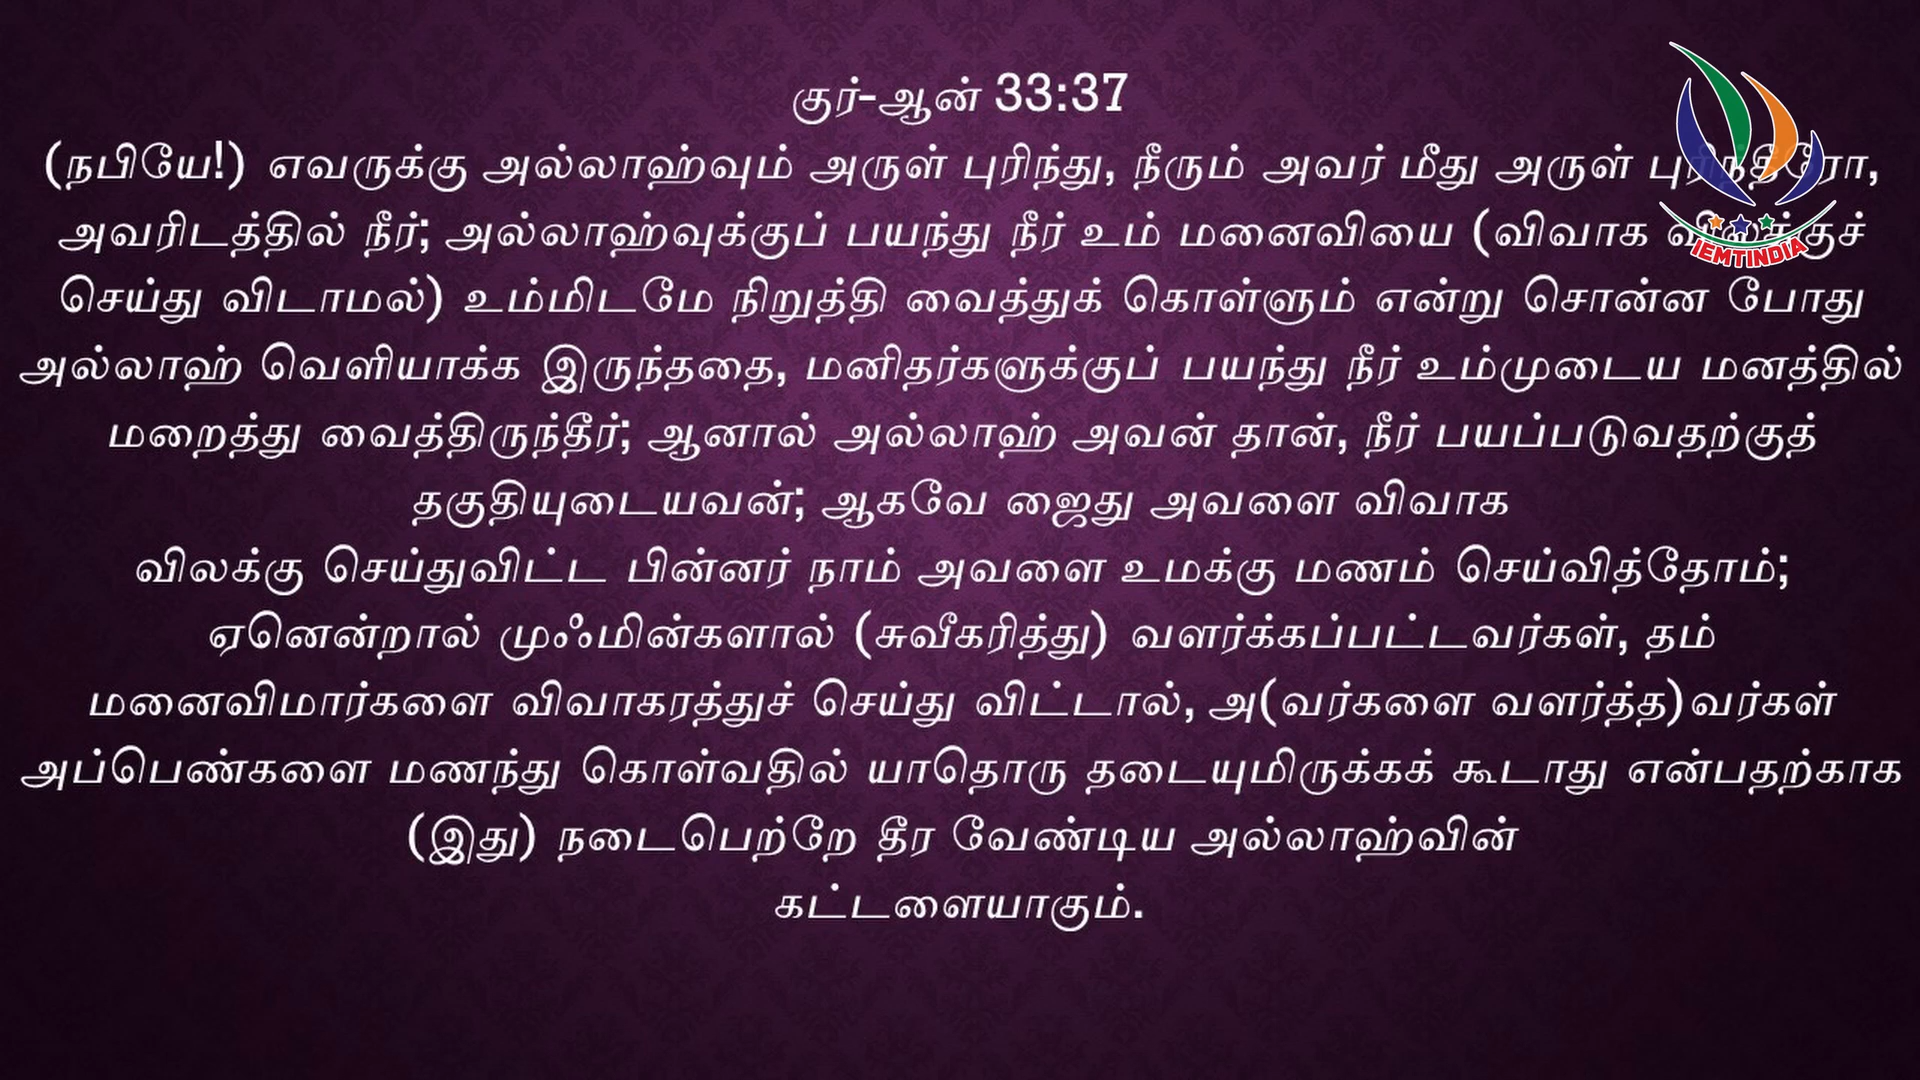 குர்-ஆன் 33:37
(நபியே!) எவருக்கு அல்லாஹ்வும் அருள் புரிந்து, நீரும் அவர் மீது அருள் புரிந்தீரோ,
அவரிடத்தில் நீர்; அல்லாஹ்வுக்குப் பயந்து நீர் உம் மனைவியை (விவாக விலக்குச்
செய்து விடாமல்) உம்மிடமே நிறுத்தி வைத்துக் கொள்ளும் என்று சொன்ன போது
அல்லாஹ் வெளியாக்க இருந்ததை, மனிதர்களுக்குப் பயந்து நீர் உம்முடைய மனத்தில்
மறைத்து வைத்திருந்தீர்; ஆனால் அல்லாஹ் அவன் தான், நீர் பயப்படுவதற்குத்
தகுதியுடையவன்; ஆகவே ஜைது அவளை விவாக
விலக்கு செய்துவிட்ட பின்னர் நாம் அவளை உமக்கு மணம் செய்வித்தோம்;
ஏனென்றால் முஃமின்களால் (சுவீகரித்து) வளர்க்கப்பட்டவர்கள், தம்
மனைவிமார்களை விவாகரத்துச் செய்து விட்டால், அ(வர்களை வளர்த்த)வர்கள்
அப்பெண்களை மணந்து கொள்வதில் யாதொரு தடையுமிருக்கக் கூடாது என்பதற்காக
(இது) நடைபெற்றே தீர வேண்டிய அல்லாஹ்வின்
கட்டளையாகும்.
IEMTINDIA